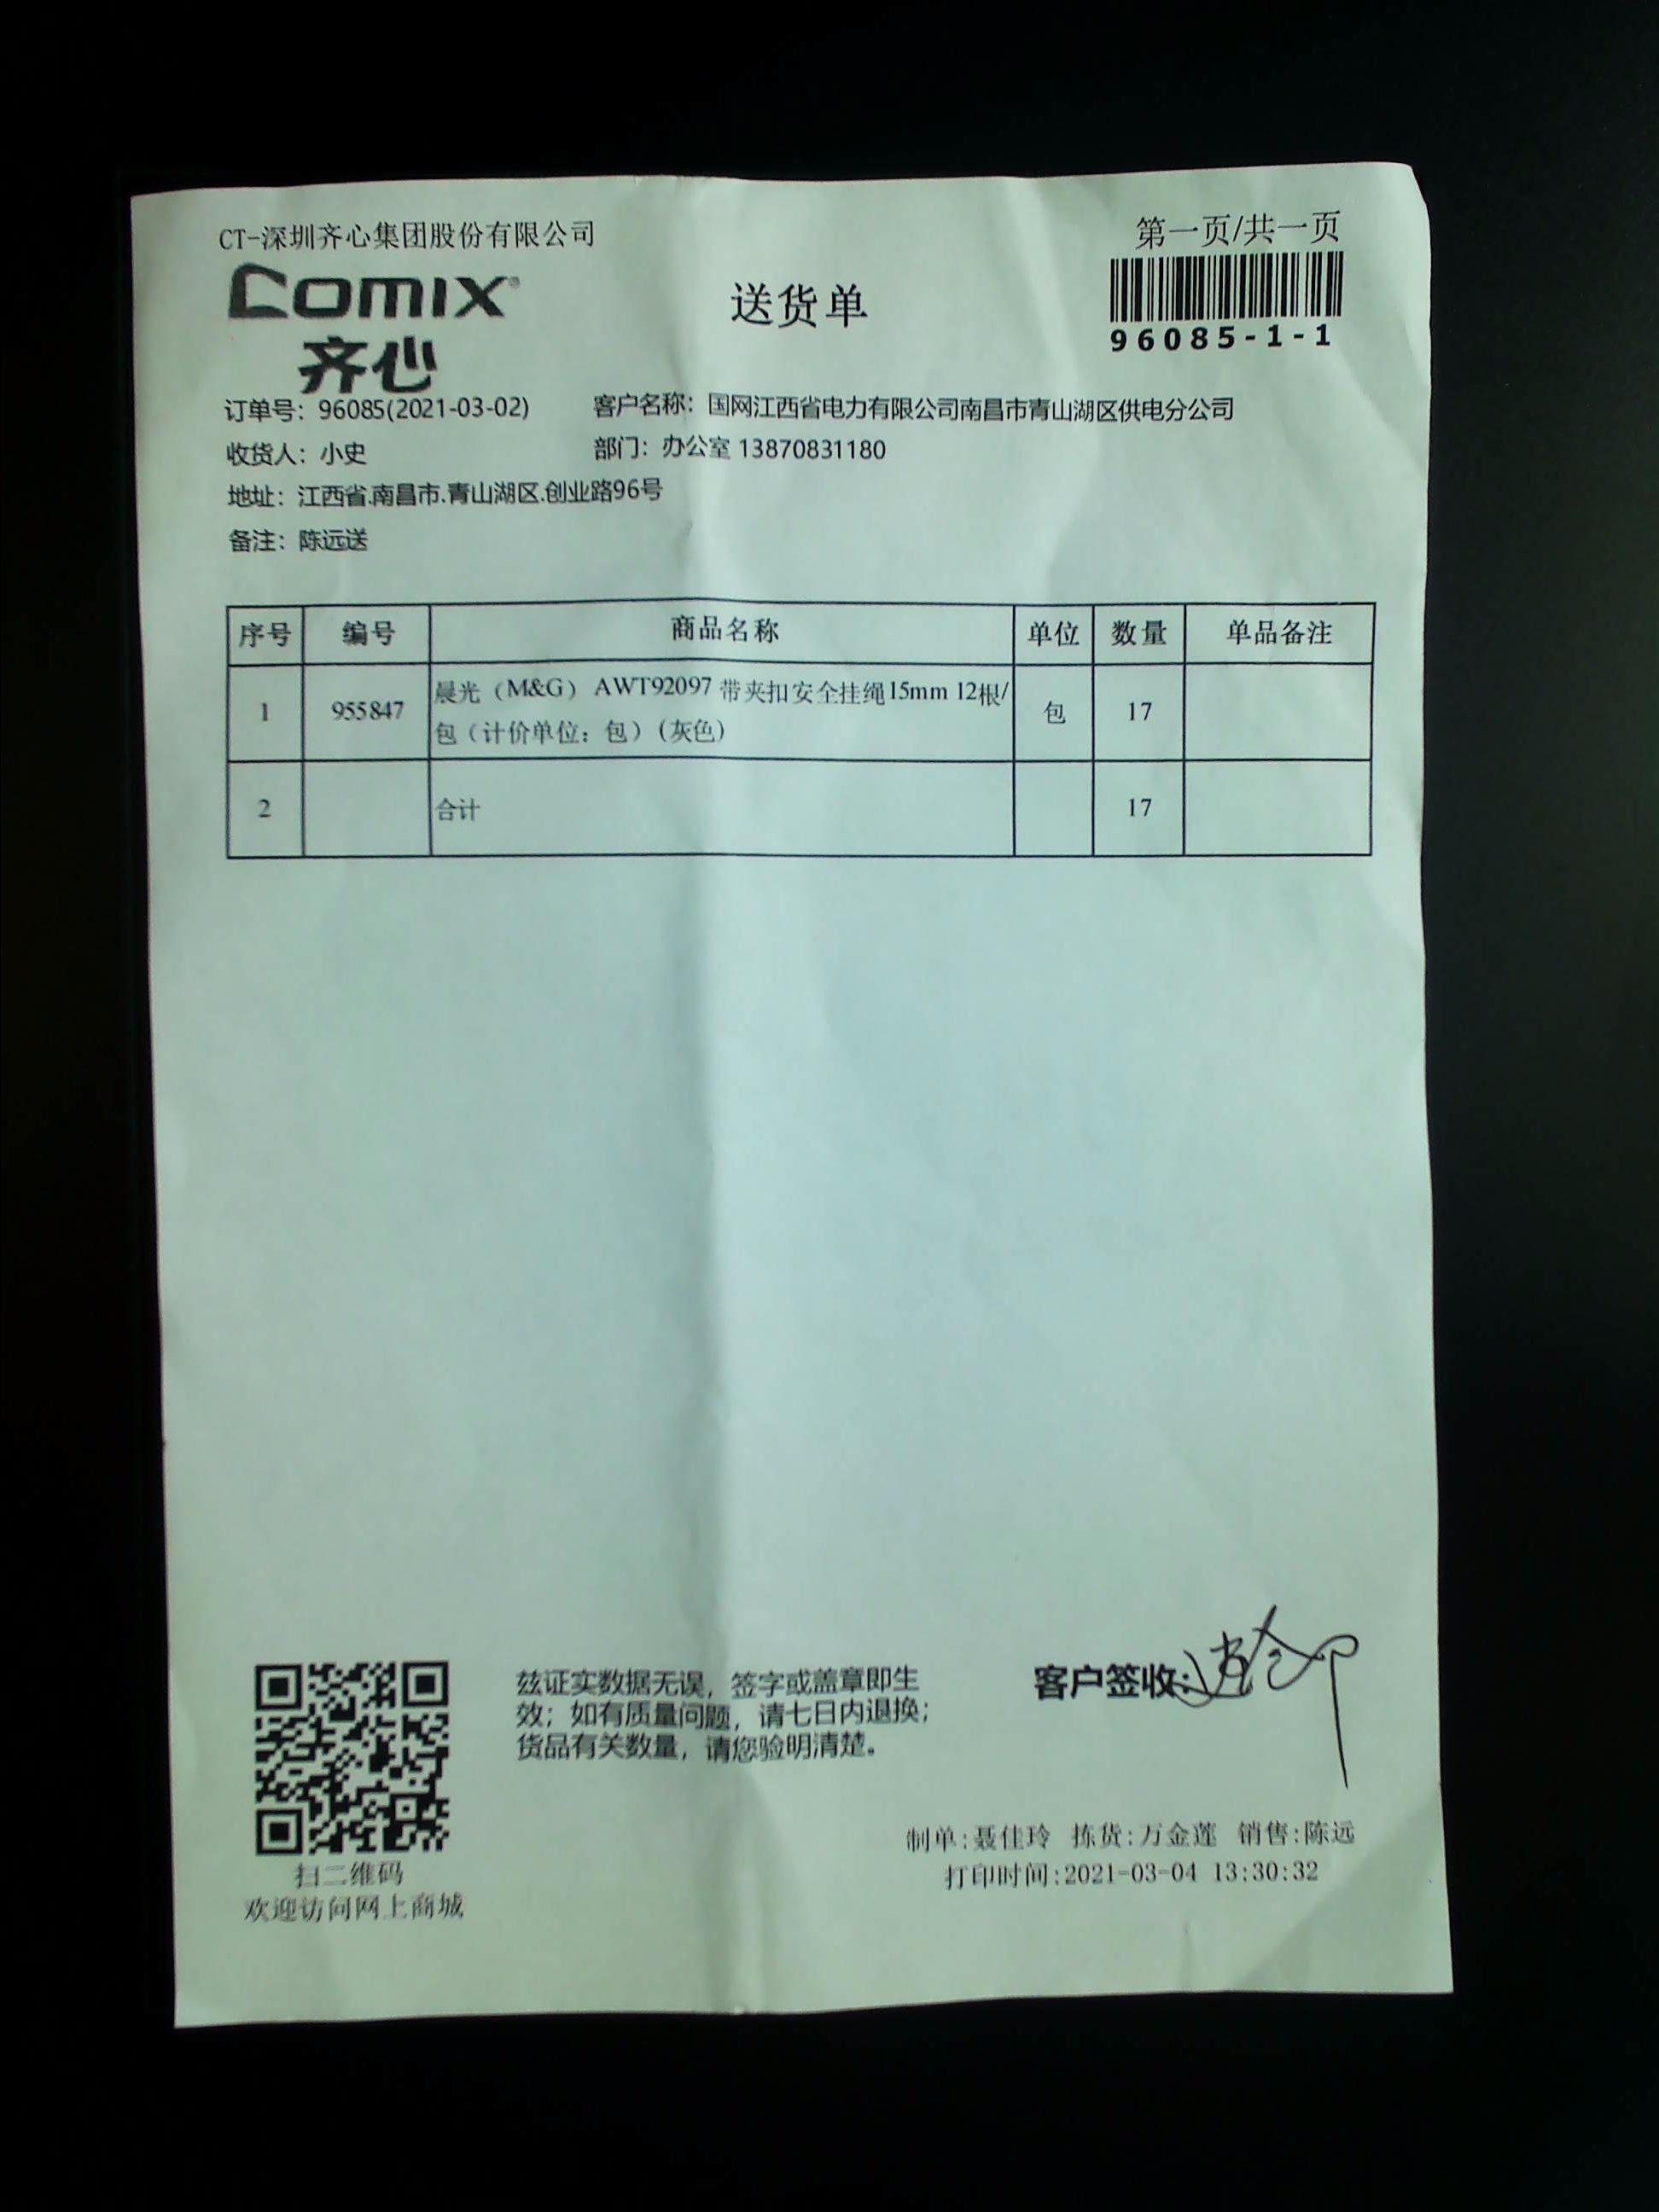 CT-深圳齐心集团股份有限公司
第一页/共一页
COMIX
齐心
送货单
96085-1-1
订单号：96085(2021-03-02) 客户名称：国网江西省电力有限公司南昌市青山湖区供电分公司
收货人：小史 部门：办公室 13870831180
地址：江西省.南昌市.青山湖区.创业路96号
备注：陈远送
序号 编号 商品名称 单位 数量 单品备注
1 955847 晨光（M&G） AWT92097 带夹扣安全挂绳15mm 12根/包（计价单位：包）(灰色) 包 17
2 合计 17
兹证实数据无误，签字或盖章即生
效；如有质量问题，请七日内退换；
货品有关数量，请您验明清楚。
客户签收:
扫二维码
欢迎访问网上商城
制单:聂佳玲 拣货:万金莲 销售:陈远
打印时间:2021-03-04 13:30:32